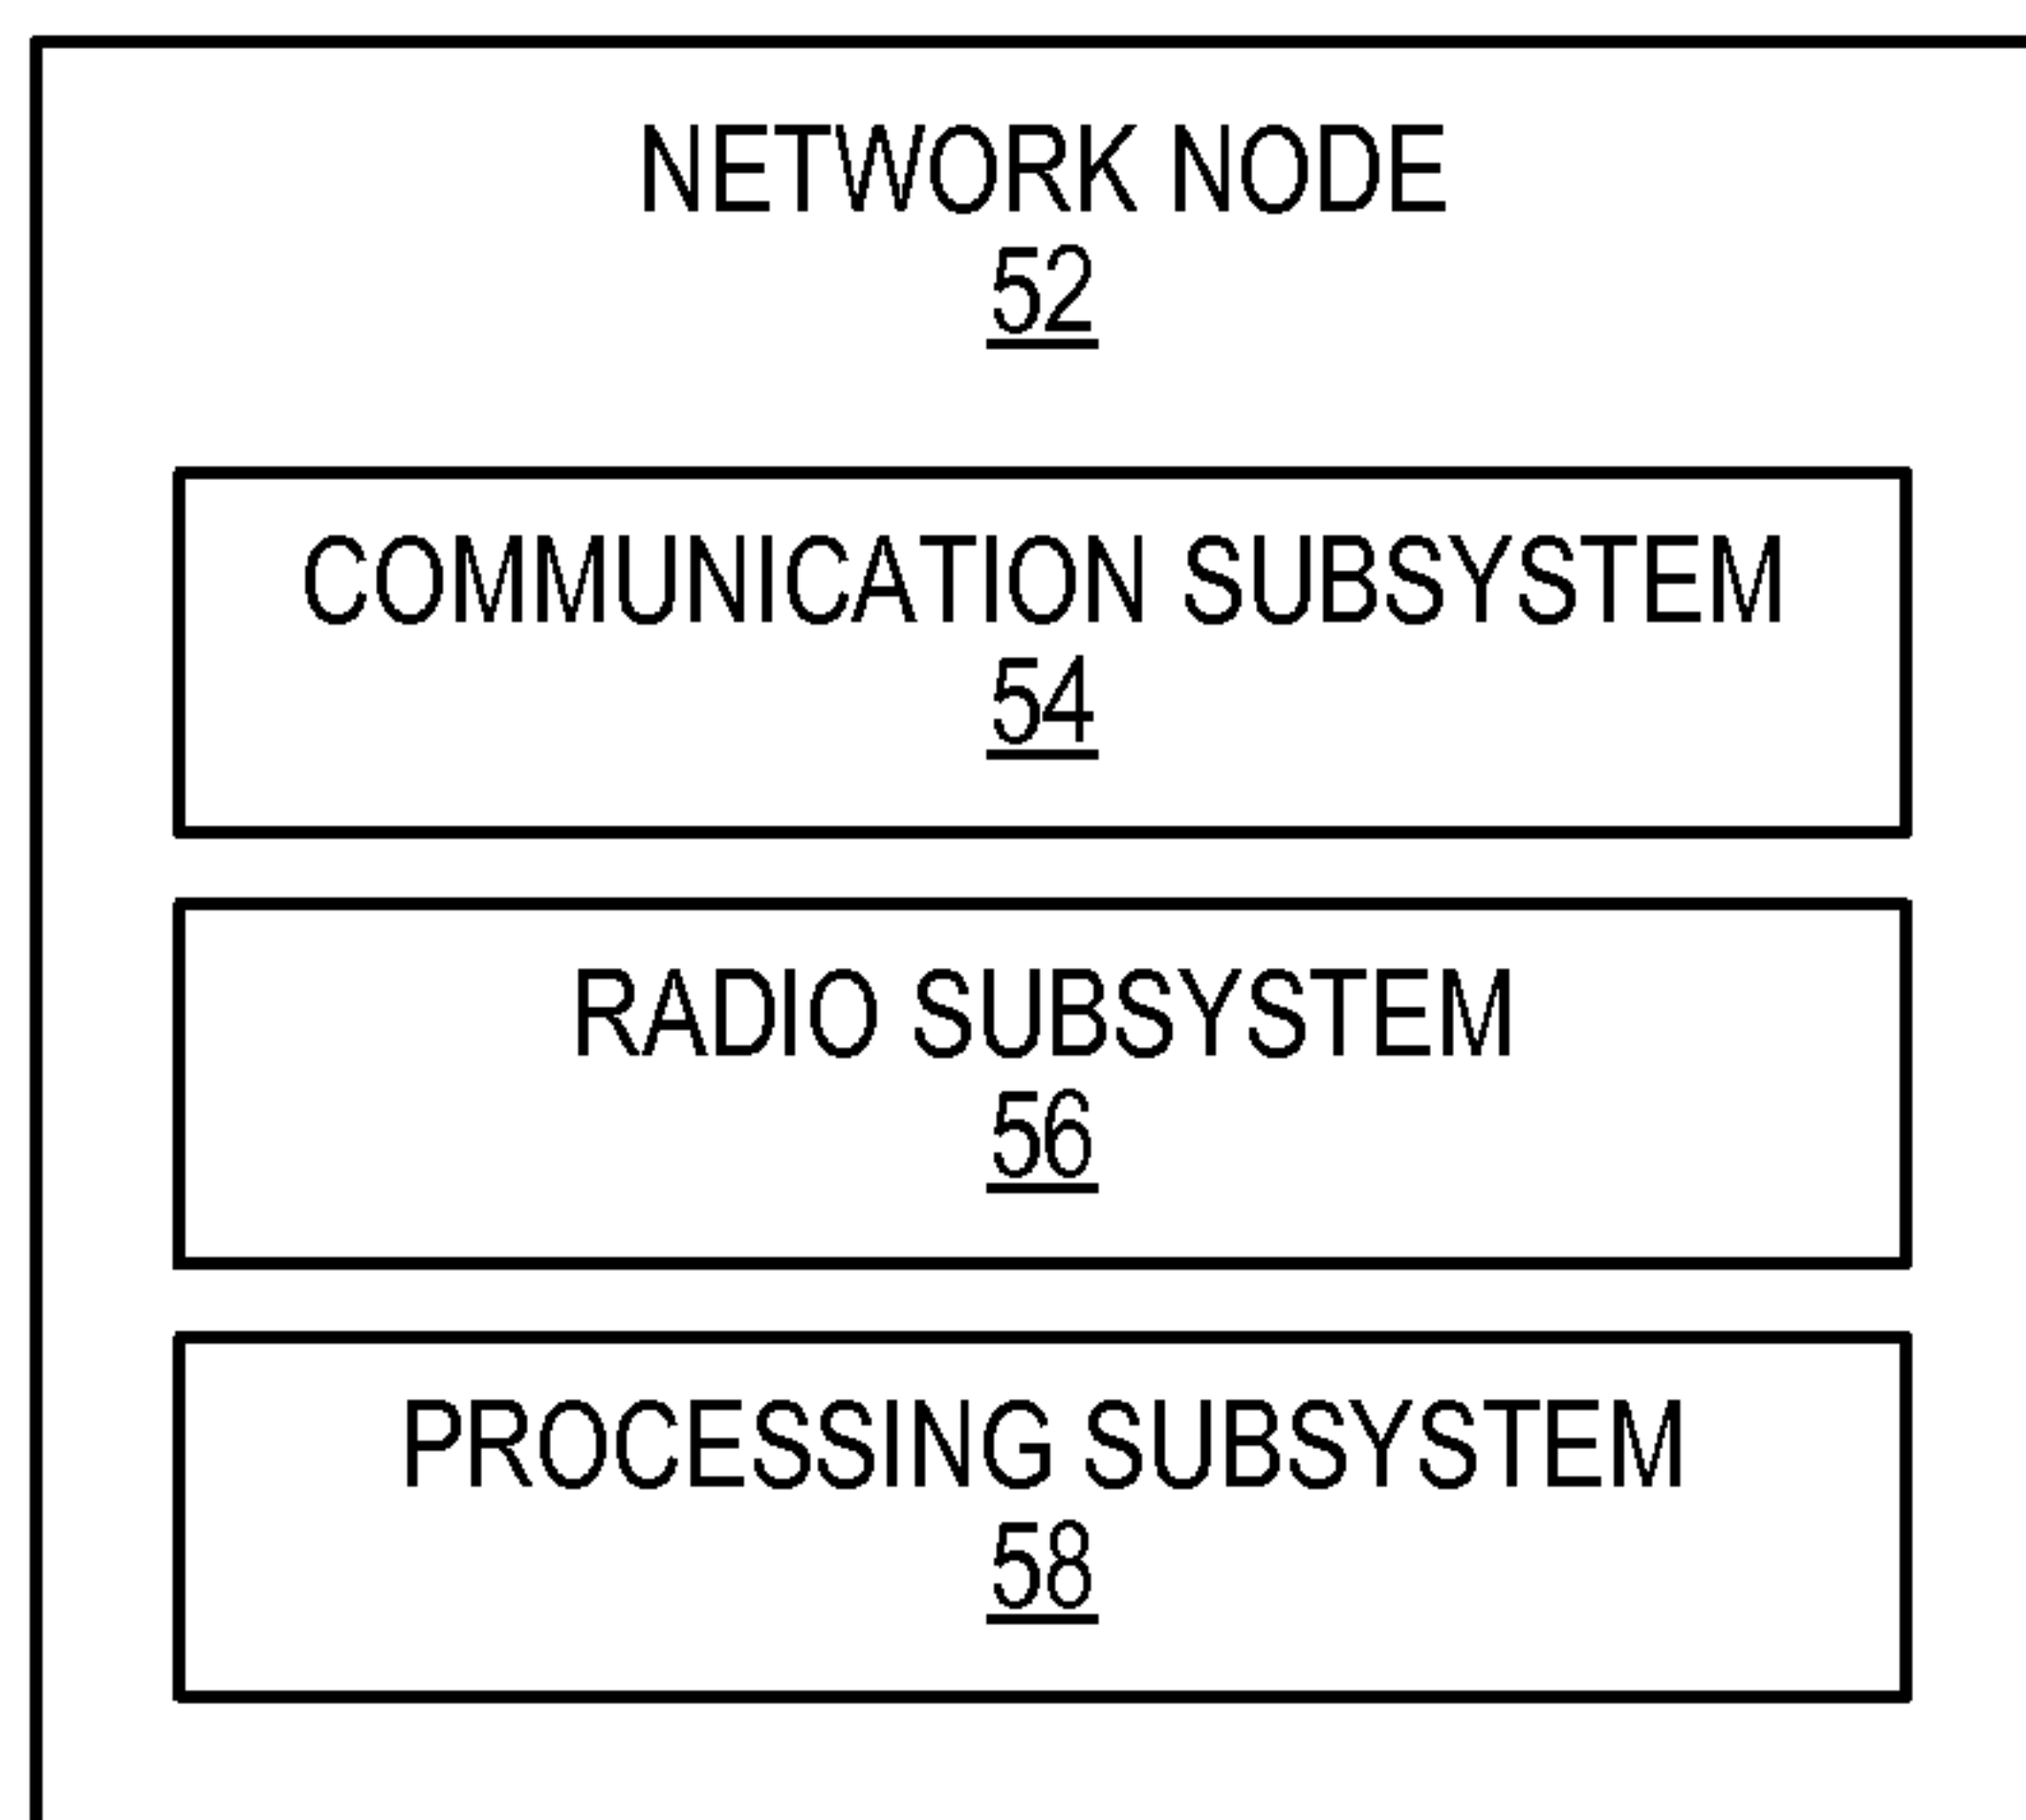 NETWORK NODE
52
COMMUNICATION SUBSYSTEM
54
RADIO SUBSYSTEM
56
PROCESSING SUBSYSTEM
58